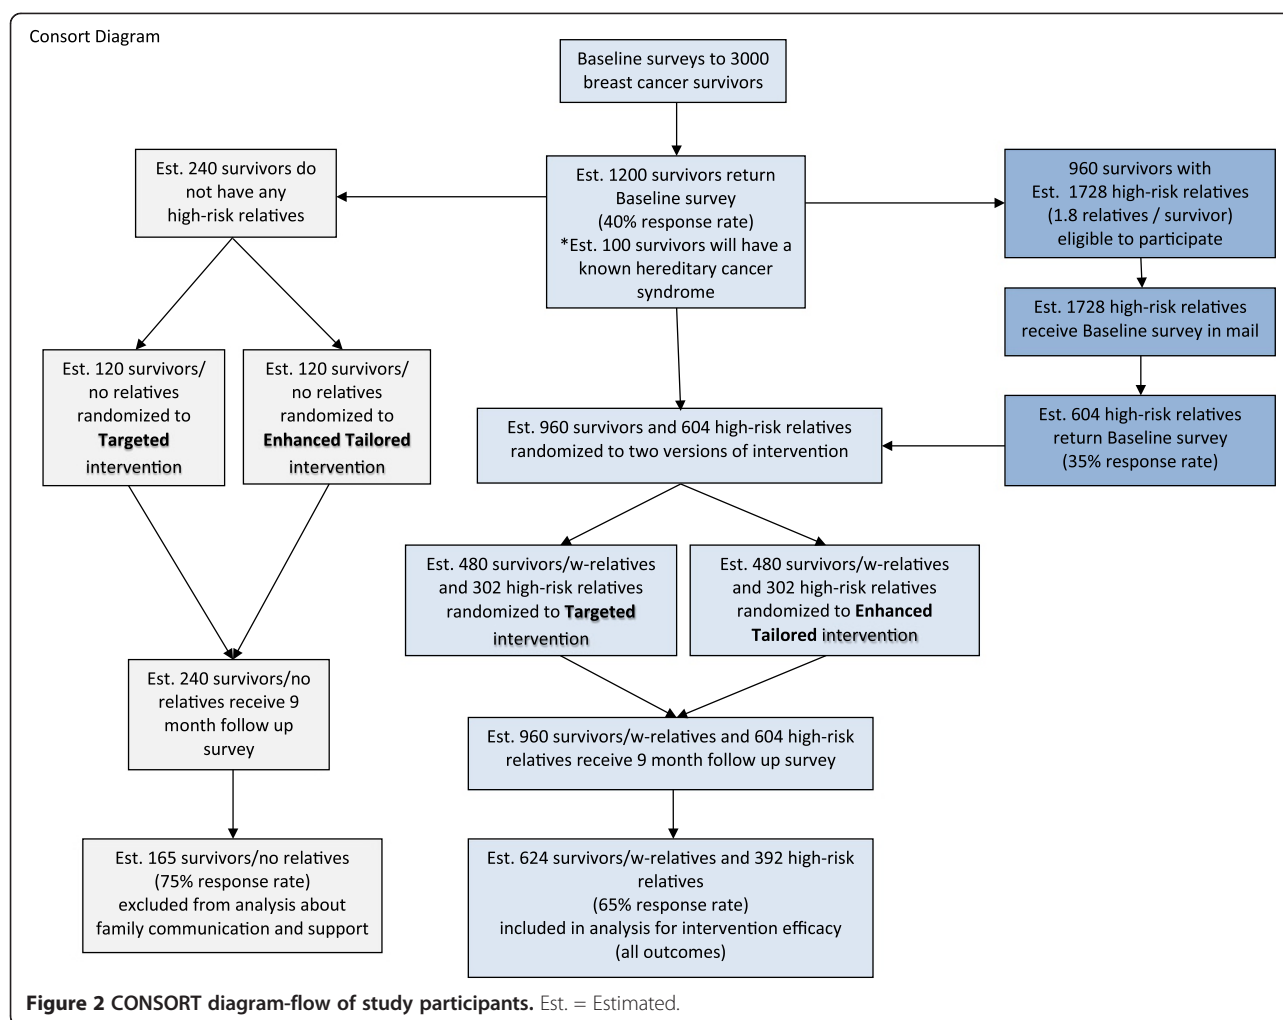 Consort Diagram
Baseline surveys to 3000
breast cancer survivors
Est. 240 survivors do
not have any
high-risk relatives
Est. 1200 survivors return
Baseline survey
(40% response rate)
*Est. 100 survivors will have a
known hereditary cancer
syndrome
960 survivors with
Est. 1728 high-risk relatives
(1.8 relatives / survivor)
eligible to participate
Est. 1728 high-risk relatives
receive Baseline survey in mail
Est. 120 survivors/
no relatives
randomized to
Targeted
intervention
Est. 120 survivors/
no relatives
randomized to
Enhanced Tailored
intervention
Est. 960 survivors and 604 high-risk relatives
randomized to two versions of intervention
Est. 604 high-risk relatives
return Baseline survey
(35% response rate)
Est. 480 survivors/w-relatives
and 302 high-risk relatives
randomized to Targeted
intervention
Est. 480 survivors/w-relatives
and 302 high-risk relatives
randomized to Enhanced
Tailored intervention
Est. 240 survivors/no
relatives receive 9
month follow up
survey
Est. 960 survivors/w-relatives and 604 high-risk
relatives receive 9 month follow up survey
Est. 165 survivors/no relatives
(75% response rate)
excluded from analysis about
family communication and support
Est. 624 survivors/w-relatives and 392 high-risk
relatives
(65% response rate)
included in analysis for intervention efficacy
(all outcomes)
Figure 2 CONSORT diagram-flow of study participants. Est. = Estimated.